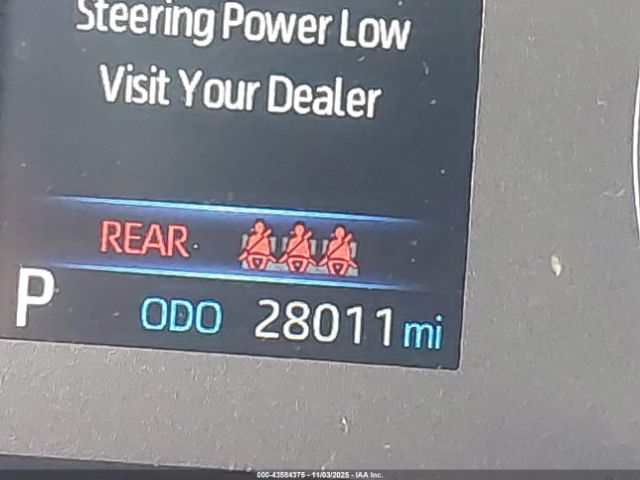 Steering Power Low
Visit Your Dealer
REAR
P ODO 28011 mi
000-43584375 - 11/03/2025 - IAA Inc.